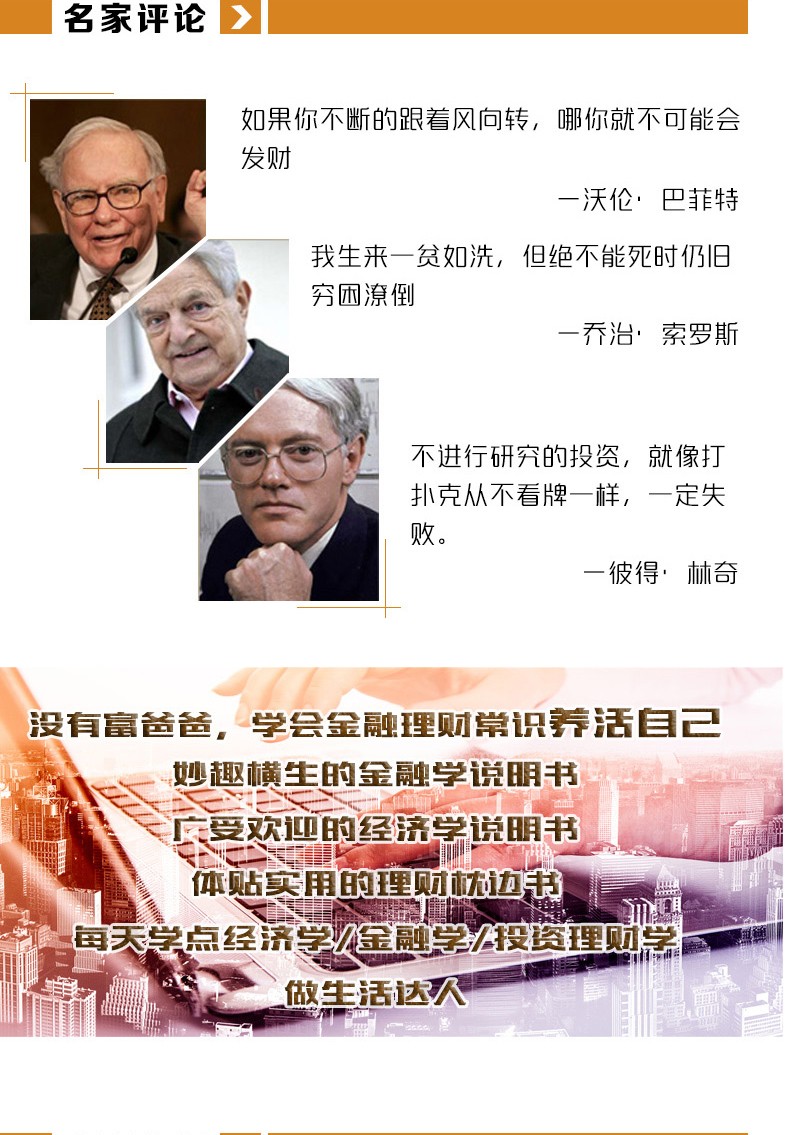 名家评论
如果你不断的跟着风向转，哪你就不可能会
发财
一沃伦·巴菲特
我生来一贫如洗，但绝不能死时仍旧
穷困潦倒
一乔治·索罗斯
不进行研究的投资，就像打
扑克从不看牌一样，一定失
败。
一彼得·林奇
没有富爸爸，学会金融理财常识养活自己
妙趣横生的金融学说明书
广受欢迎的经济学说明书
体贴实用的理财枕边书
每天学点经济学/金融学/投资理财学
做生活达人